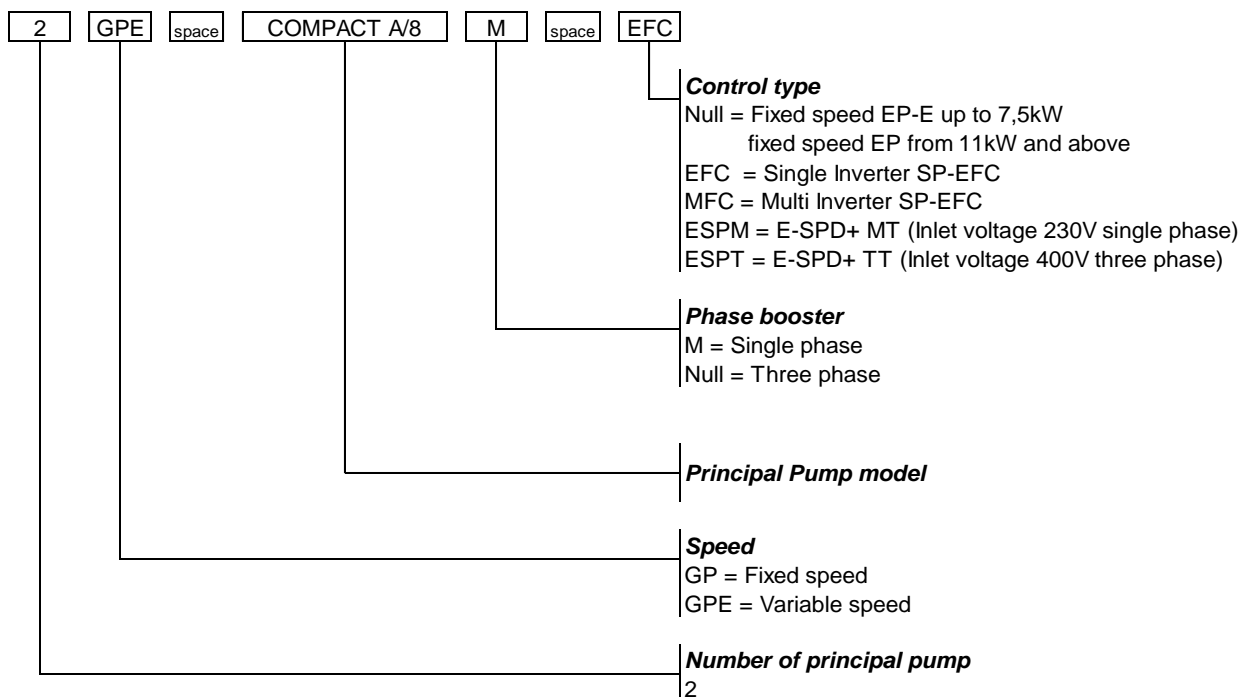 2 GPE space COMPACT A/8 M space EFC
Control type
Null = Fixed speed EP-E up to 7,5kW
fixed speed EP from 11kW and above
EFC = Single Inverter SP-EFC
MFC = Multi Inverter SP-EFC
ESPM = E-SPD+ MT (Inlet voltage 230V single phase)
ESPT = E-SPD+ TT (Inlet voltage 400V three phase)
Phase booster
M = Single phase
Null = Three phase
Principal Pump model
Speed
GP = Fixed speed
GPE = Variable speed
Number of principal pump
2